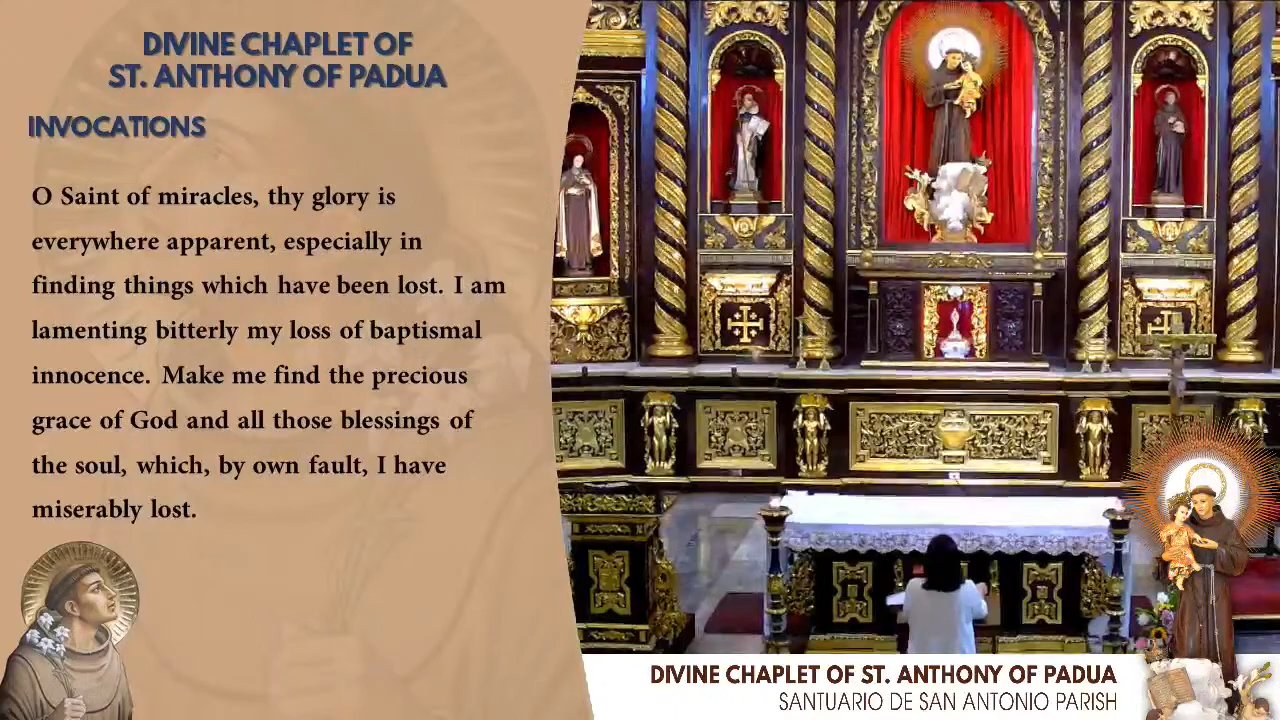 DIVINE CHAPLET OF
ST. ANTHONY OF PADUA
INVOCATIONS
O Saint of miracles, thy glory is
everywhere apparent, especially in
finding things which have been lost. I am
lamenting bitterly my loss of baptismal
innocence. Make me find the precious
grace of God and all those blessings of
the soul, which, by own fault, I have
miserably lost.
DIVINE CHAPLET OF ST. ANTHONY OF PADUA
SANTUARIO DE SAN ANTONIO PARISH